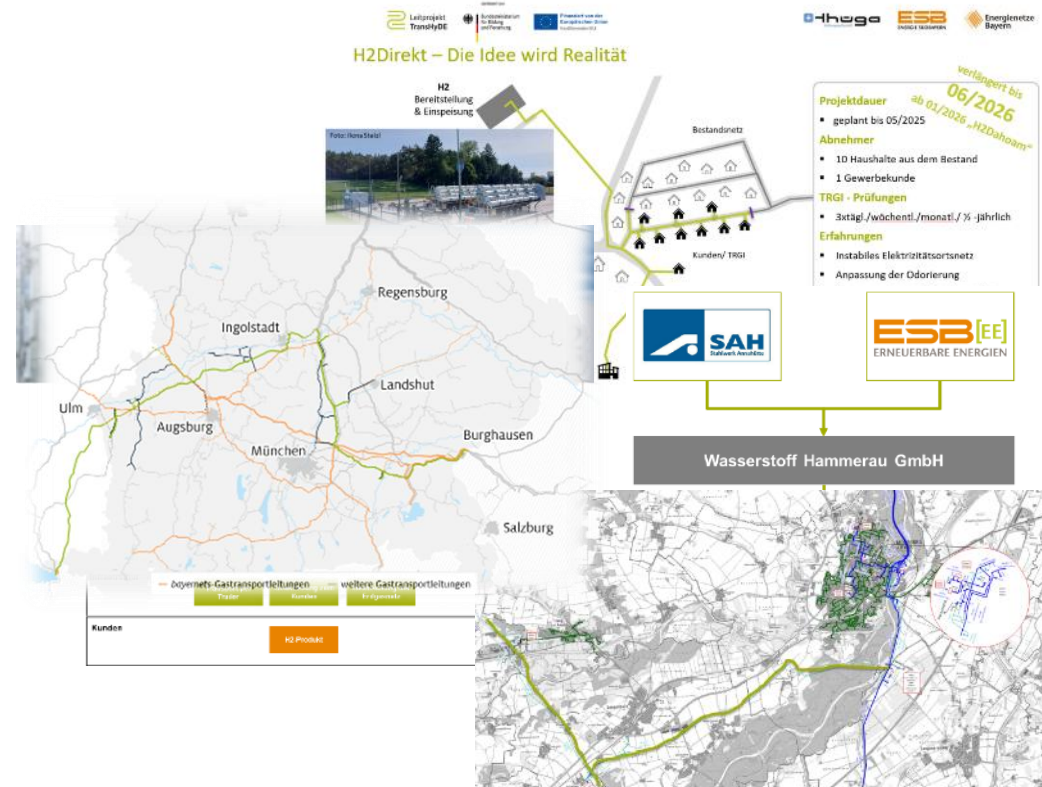 Leitprojekt
TransHyDE
Bundesministerium
für Bildung
und Forschung
Finanziert von der
Europäischen Union
thüga
ESB
ENERGIE SÜDBAYERN
Energienetze
Bayern
H2Direkt – Die Idee wird Realität
verlängert bis
06/2026
ab 01/2026 „H2Dahoam“
H2
Bereitstellung
& Einspeisung
Bestandsnetz
Kunden/ TRGI
Projektdauer
▪ geplant bis 05/2025
Abnehmer
▪ 10 Haushalte aus dem Bestand
▪ 1 Gewerbekunde
TRGI - Prüfungen
▪ 3xtägl./wöchentl./monatl./ ½ -jährlich
Erfahrungen
▪ Instabiles Elektrizitätsortsnetz
▪ Anpassung der Odorierung
Regensburg
Ingolstadt
Landshut
Ulm
Augsburg
Burghausen
München
Salzburg
bayernets-Gastransportleitungen
weitere Gastransportleitungen
Kunden
H2-Produkt
SAH
Stahlwerk Annahütte
ESB[EE]
ERNEUERBARE ENERGIEN
Wasserstoff Hammerau GmbH